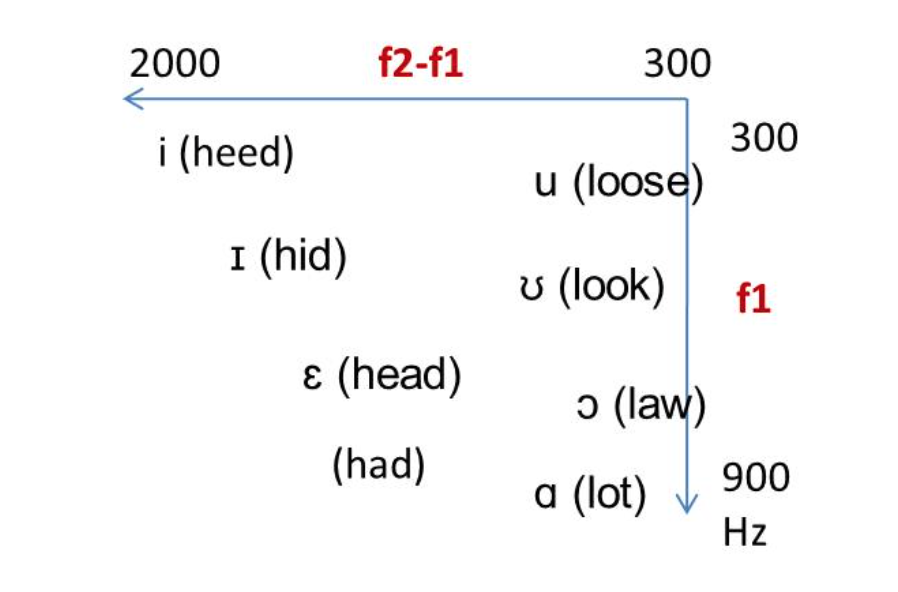 2000 f2-f1 300
300
i (heed)
u (loose)
ɪ (hid)
ʊ (look)
f1
ɛ (head)
ɔ (law)
(had)
ɑ (lot)
900
Hz